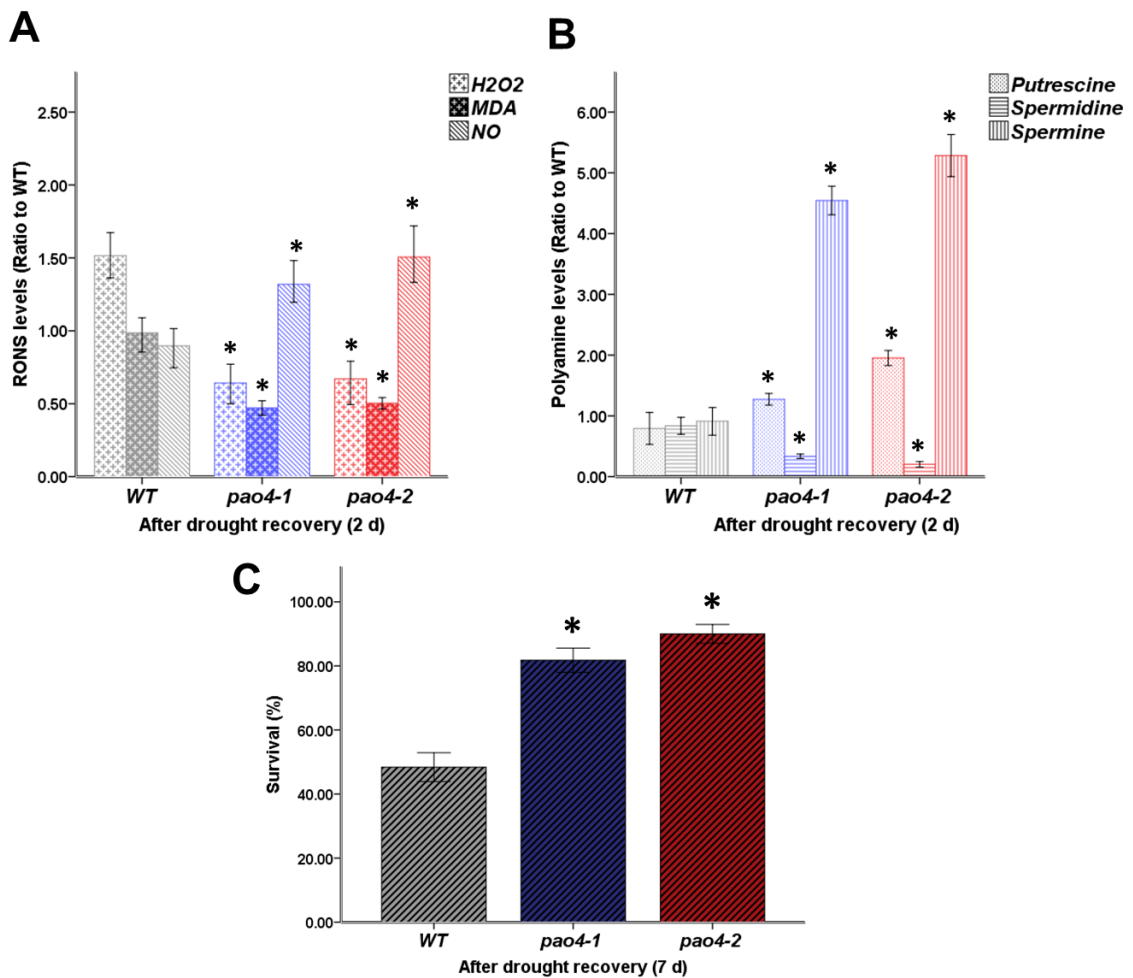 A
H2O2
MDA
NO
RONS levels (Ratio to WT)
2.50
2.00
1.50
1.00
0.50
0.00
*
*
*
*
*
*
WT
pao4-1
pao4-2
After drought recovery (2 d)
B
Putrescine
Spermidine
Spermine
Polyamine levels (Ratio to WT)
6.00
5.00
4.00
3.00
2.00
1.00
0.00
*
*
*
*
*
*
WT
pao4-1
pao4-2
After drought recovery (2 d)
C
Survival (%)
100.00
80.00
60.00
40.00
20.00
0.00
*
*
WT
pao4-1
pao4-2
After drought recovery (7 d)